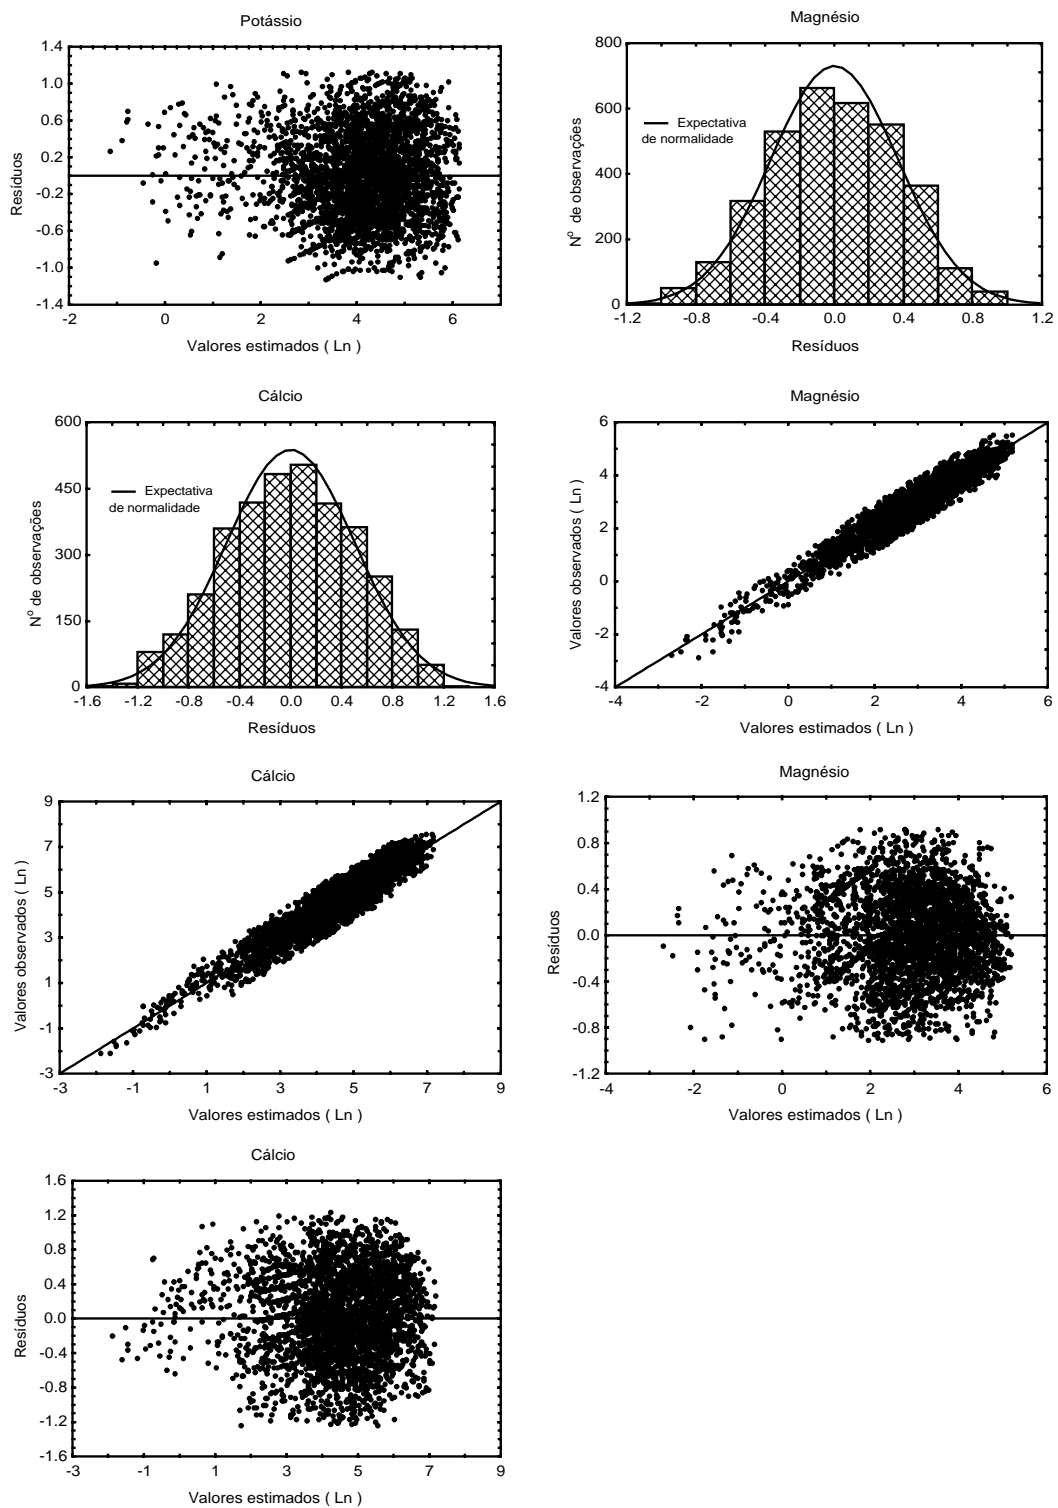 Potássio
1.4
1.0
0.6
0.2
-0.2
-0.6
-1.0
-1.4
Resíduos
-2 0 2 4 6
Valores estimados ( Ln )
Magnésio
800
600
400
200
0
Nº de observações
Expectativa
de normalidade
-1.2 -0.8 -0.4 0.0 0.4 0.8 1.2
Resíduos
Cálcio
600
450
300
150
0
Nº de observações
Expectativa
de normalidade
-1.6 -1.2 -0.8 -0.4 0.0 0.4 0.8 1.2 1.6
Resíduos
Magnésio
6
4
2
0
-2
-4
Valores observados ( Ln )
-4 -2 0 2 4 6
Valores estimados ( Ln )
Cálcio
9
7
5
3
1
-1
-3
Valores observados ( Ln )
-3 -1 1 3 5 7 9
Valores estimados ( Ln )
Magnésio
1.2
0.8
0.4
0.0
-0.4
-0.8
-1.2
Resíduos
-4 -2 0 2 4 6
Valores estimados ( Ln )
Cálcio
1.6
1.2
0.8
0.4
0.0
-0.4
-0.8
-1.2
-1.6
Resíduos
-3 -1 1 3 5 7 9
Valores estimados ( Ln )